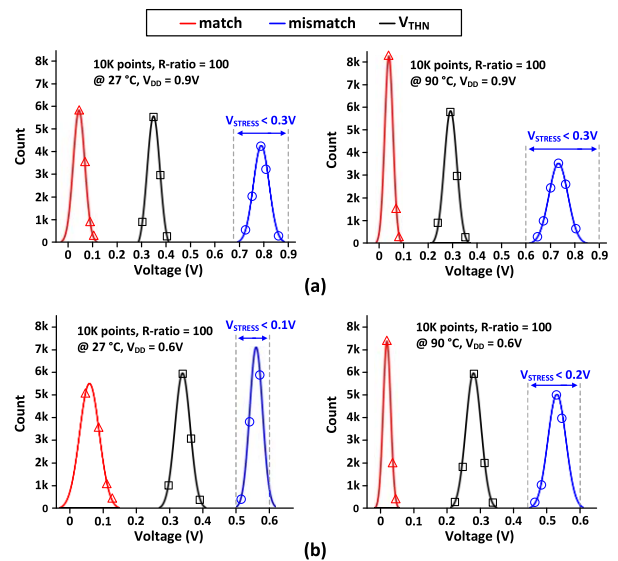 match mismatch V_THN
10K points, R-ratio = 100
@ 27 °C, V_DD = 0.9V
V_STRESS < 0.3V
8k
7k
6k
5k
4k
3k
2k
1k
0
Count
0 0.1 0.2 0.3 0.4 0.5 0.6 0.7 0.8 0.9
Voltage (V)
10K points, R-ratio = 100
@ 90 °C, V_DD = 0.9V
V_STRESS < 0.3V
8k
7k
6k
5k
4k
3k
2k
1k
0
Count
0 0.1 0.2 0.3 0.4 0.5 0.6 0.7 0.8 0.9
Voltage (V)
(a)
10K points, R-ratio = 100
@ 27 °C, V_DD = 0.6V
V_STRESS < 0.1V
8k
7k
6k
5k
4k
3k
2k
1k
0
Count
0 0.1 0.2 0.3 0.4 0.5 0.6
Voltage (V)
10K points, R-ratio = 100
@ 90 °C, V_DD = 0.6V
V_STRESS < 0.2V
8k
7k
6k
5k
4k
3k
2k
1k
0
Count
0 0.1 0.2 0.3 0.4 0.5 0.6
Voltage (V)
(b)